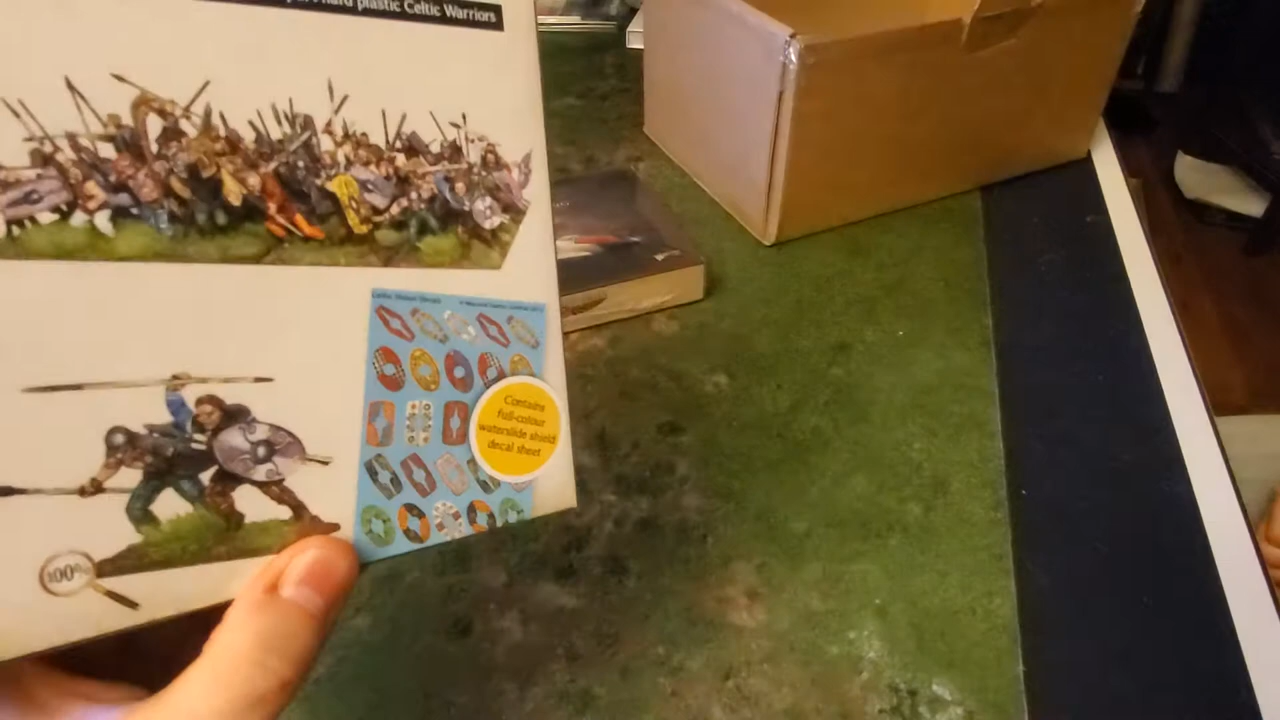 hard plastic Celtic Warriors
Contains
full-colour
waterslide shield
decal sheet
100%